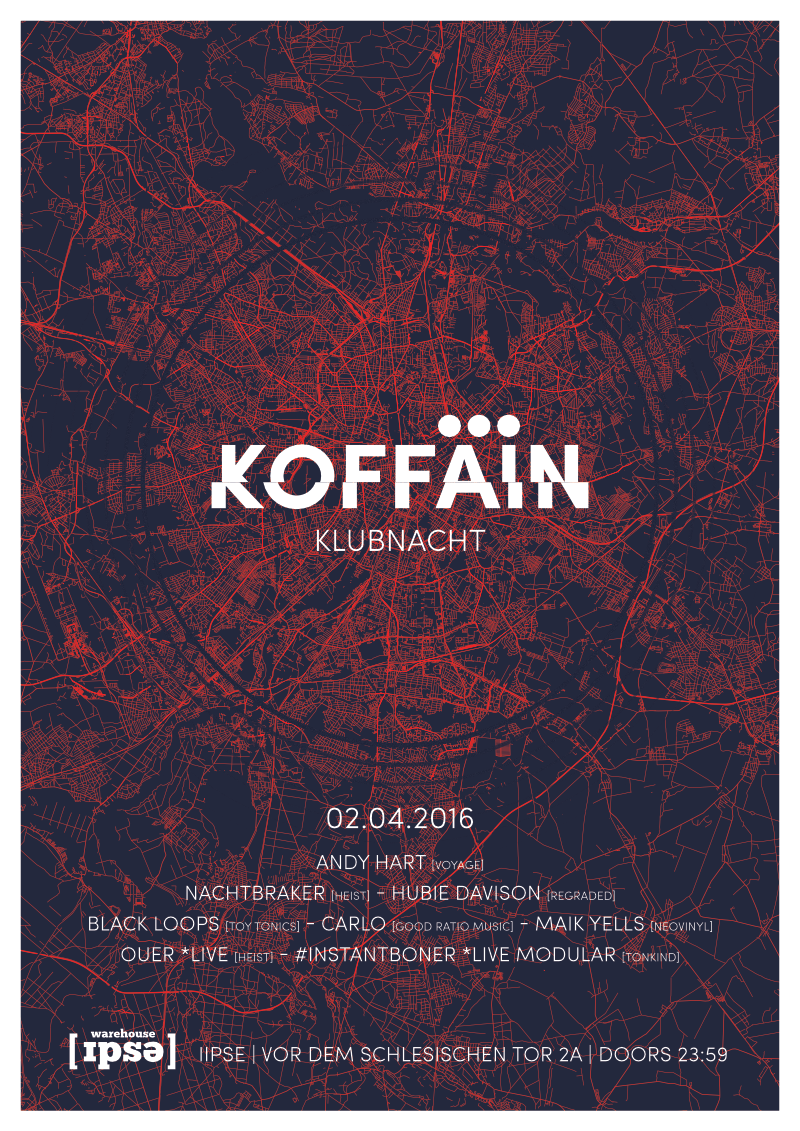 KOFFÄIN
KLUBNACHT
02.04.2016
ANDY HART [VOYAGE]
NACHTBRAKER [HEIST] - HUBIE DAVISON [REGRADED]
BLACK LOOPS [TOY TONICS] - CARLO [GOOD RATIO MUSIC] - MAIK YELLS [NEOVINYL]
OUER *LIVE [HEIST] - #INSTANTBONER *LIVE MODULAR [TONKIND]
warehouse
[ıpsə]
IIPSE | VOR DEM SCHLESISCHEN TOR 2A | DOORS 23:59